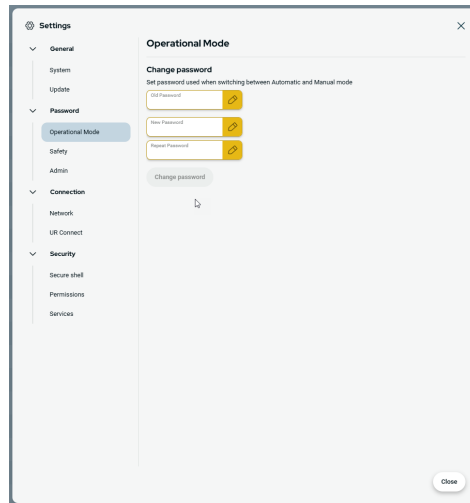 Settings
General
System
Update
Password
Operational Mode
Safety
Admin
Connection
Network
UR Connect
Security
Secure shell
Permissions
Services
Operational Mode
Change password
Set password used when switching between Automatic and Manual mode
Old Password
New Password
Repeat Password
Change password
Close